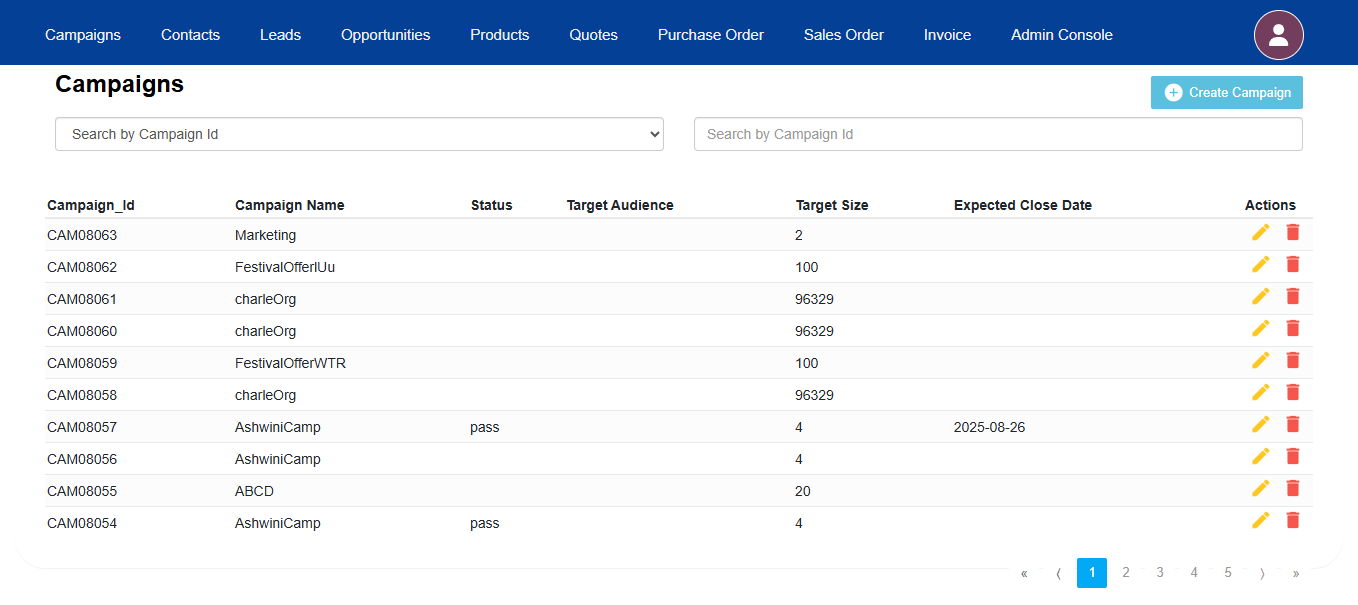 Campaigns Contacts Leads Opportunities Products Quotes Purchase Order Sales Order Invoice Admin Console
Campaigns
Create Campaign
Search by Campaign Id Search by Campaign Id
Campaign_Id Campaign Name Status Target Audience Target Size Expected Close Date Actions
CAM08063 Marketing 2
CAM08062 FestivalOfferIUu 100
CAM08061 charleOrg 96329
CAM08060 charleOrg 96329
CAM08059 FestivalOfferWTR 100
CAM08058 charleOrg 96329
CAM08057 AshwiniCamp pass 4 2025-08-26
CAM08056 AshwiniCamp 4
CAM08055 ABCD 20
CAM08054 AshwiniCamp pass 4
« ⟨ 1 2 3 4 5 ⟩ »